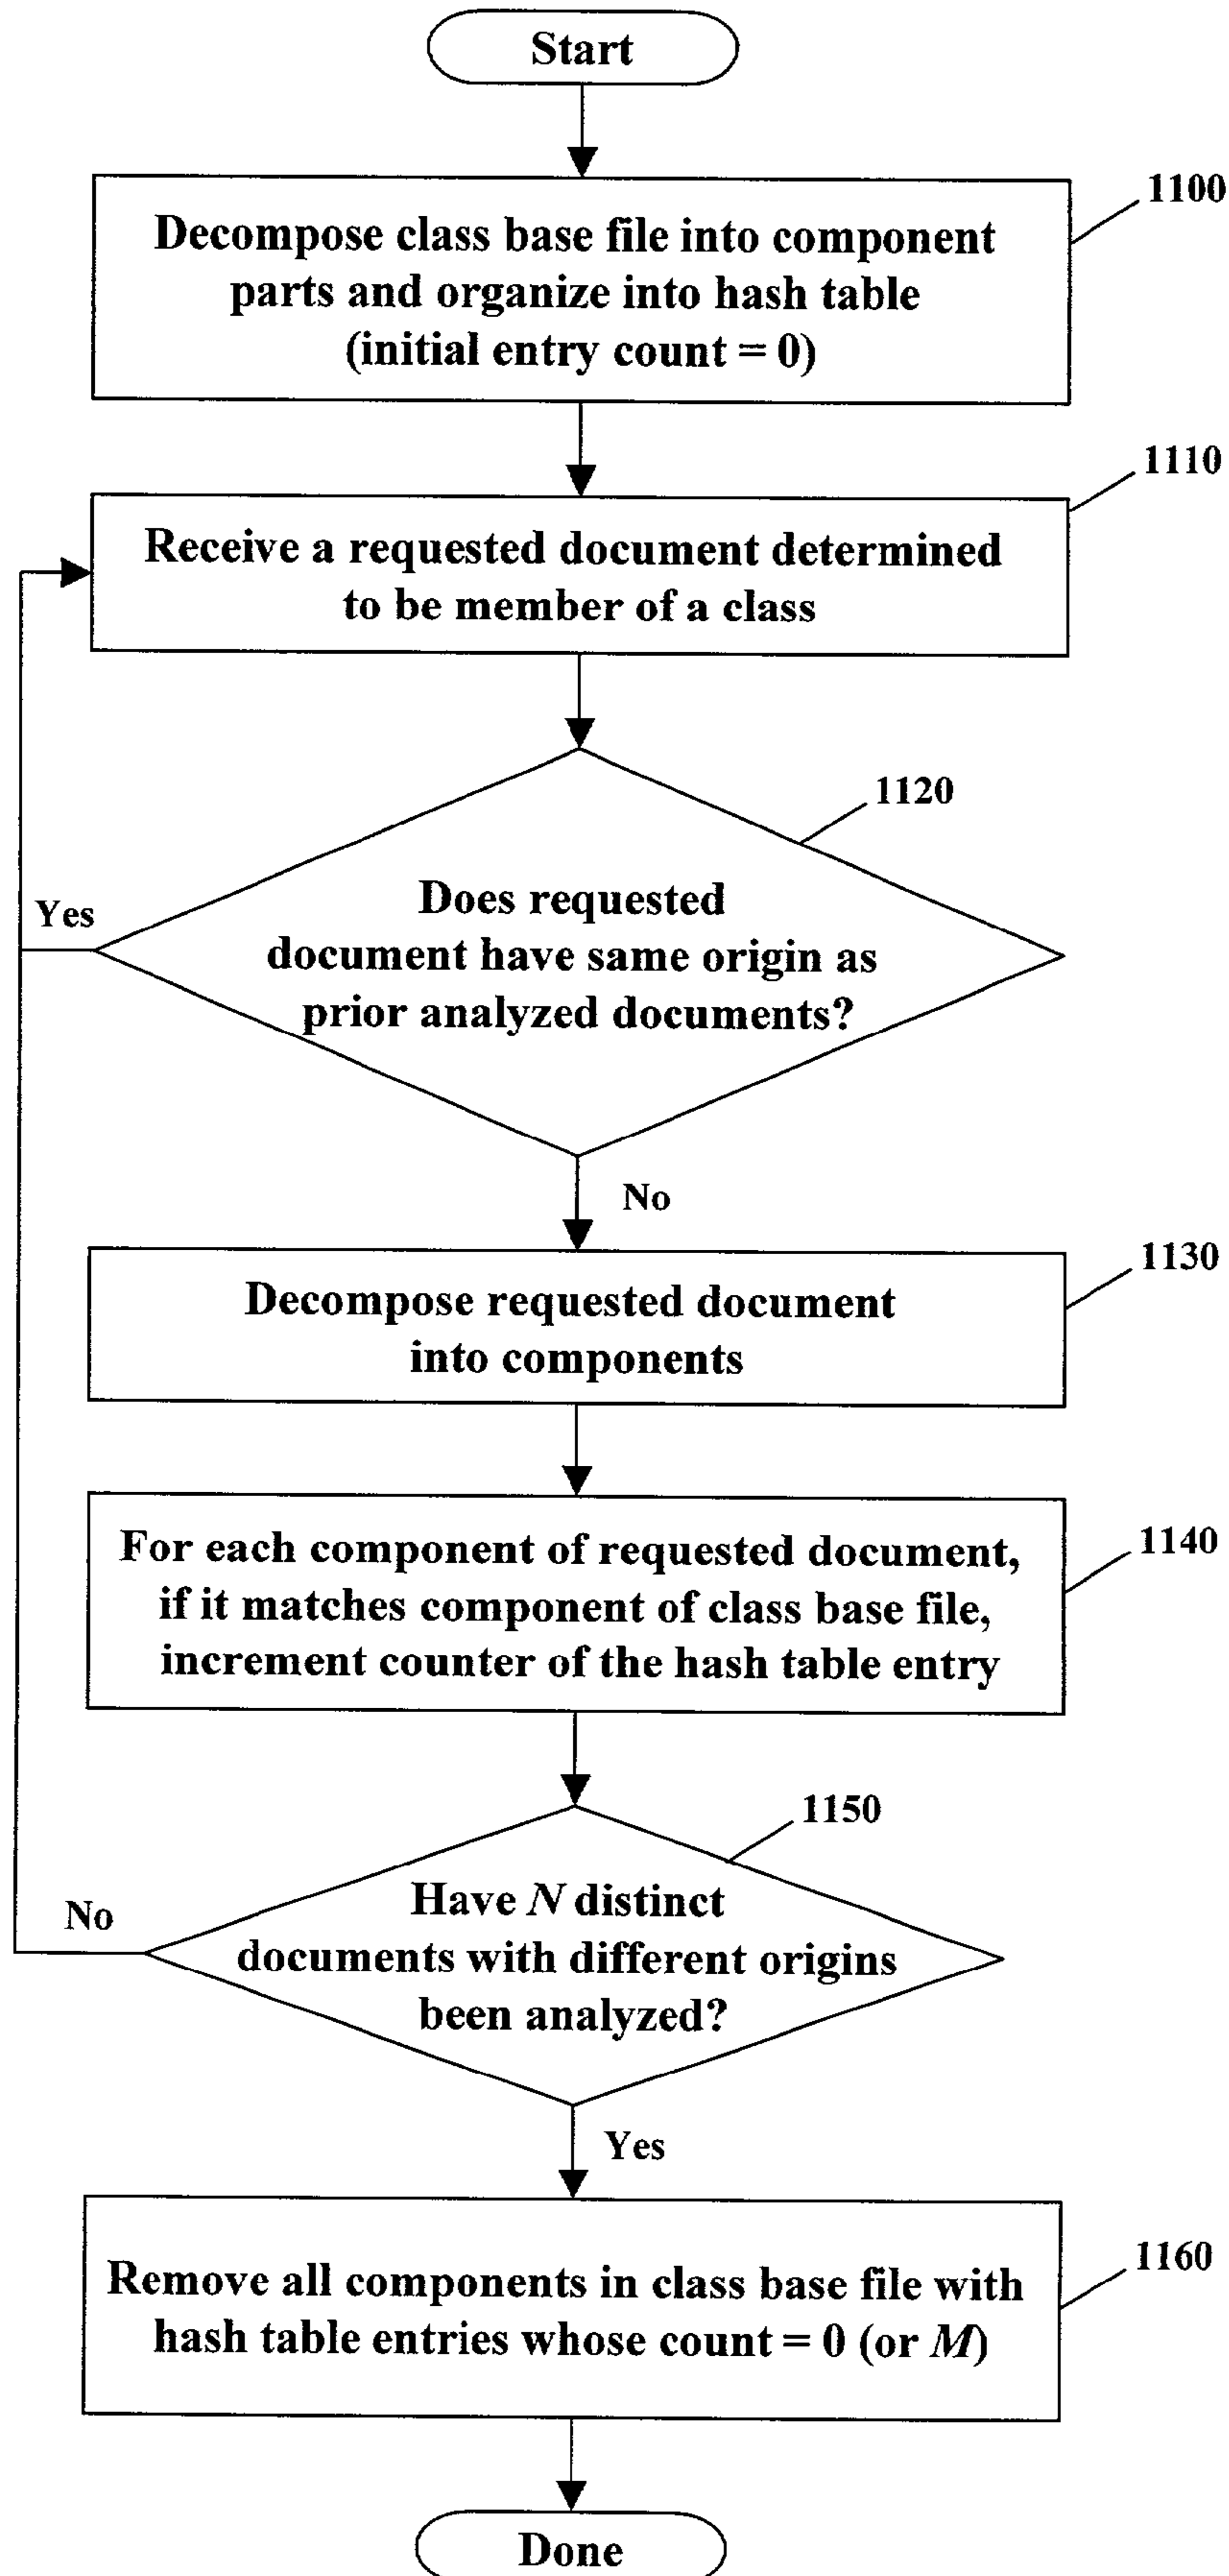 Start
1100
Decompose class base file into component
parts and organize into hash table
(initial entry count = 0)
1110
Receive a requested document determined
to be member of a class
1120
Does requested
document have same origin as
prior analyzed documents?
Yes
No
1130
Decompose requested document
into components
1140
For each component of requested document,
if it matches component of class base file,
increment counter of the hash table entry
1150
Have N distinct
documents with different origins
been analyzed?
No
Yes
1160
Remove all components in class base file with
hash table entries whose count = 0 (or M)
Done